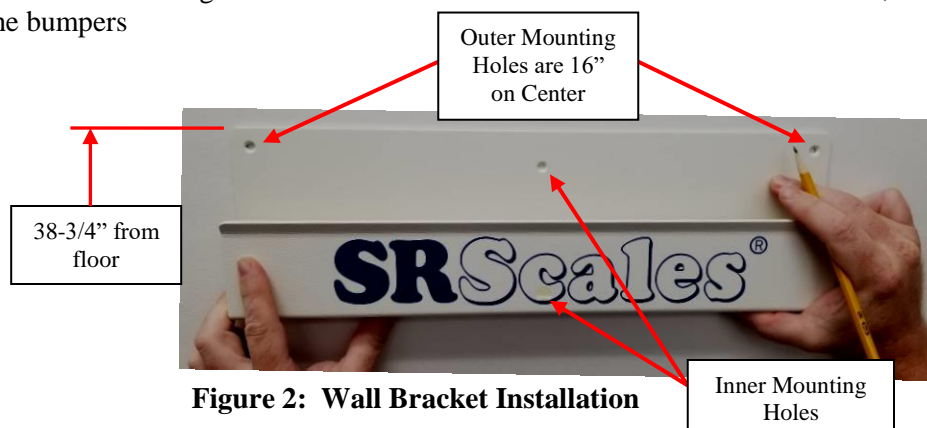 he bumpers
Outer Mounting
Holes are 16”
on Center
38-3/4” from
floor
SRScales®
Inner Mounting
Holes
Figure 2:  Wall Bracket Installation